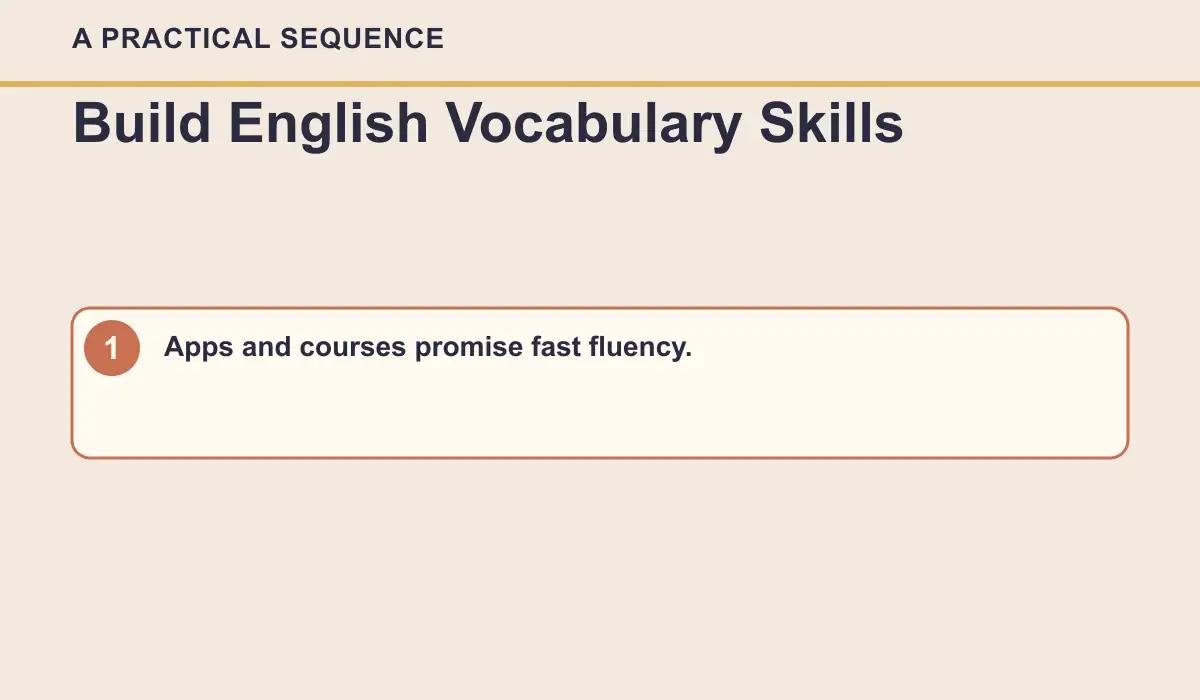 A PRACTICAL SEQUENCE
Build English Vocabulary Skills
1
Apps and courses promise fast fluency.